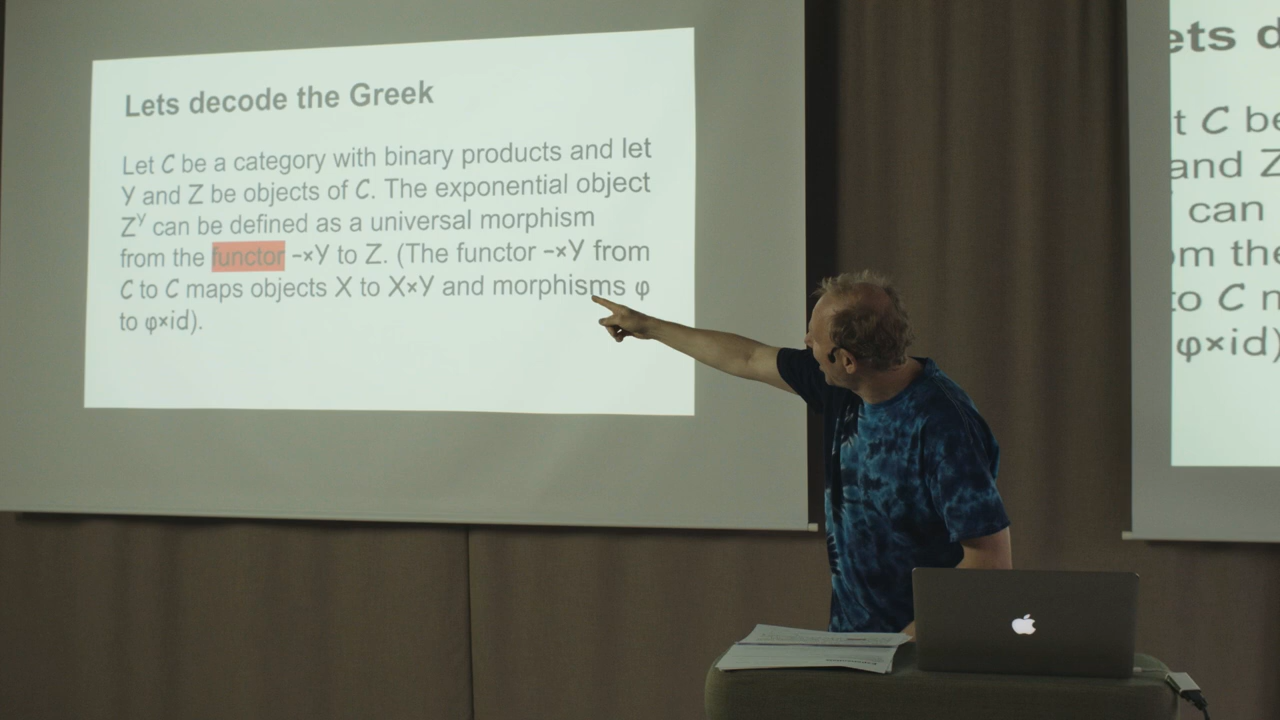 Lets decode the Greek
Let C be a category with binary products and let
Y and Z be objects of C. The exponential object
Zʸ can be defined as a universal morphism
from the functor –×Y to Z. (The functor –×Y from
C to C maps objects X to X×Y and morphisms φ
to φ×id).
ets d
t C be
and Z
can
om the
to C m
φ×id)